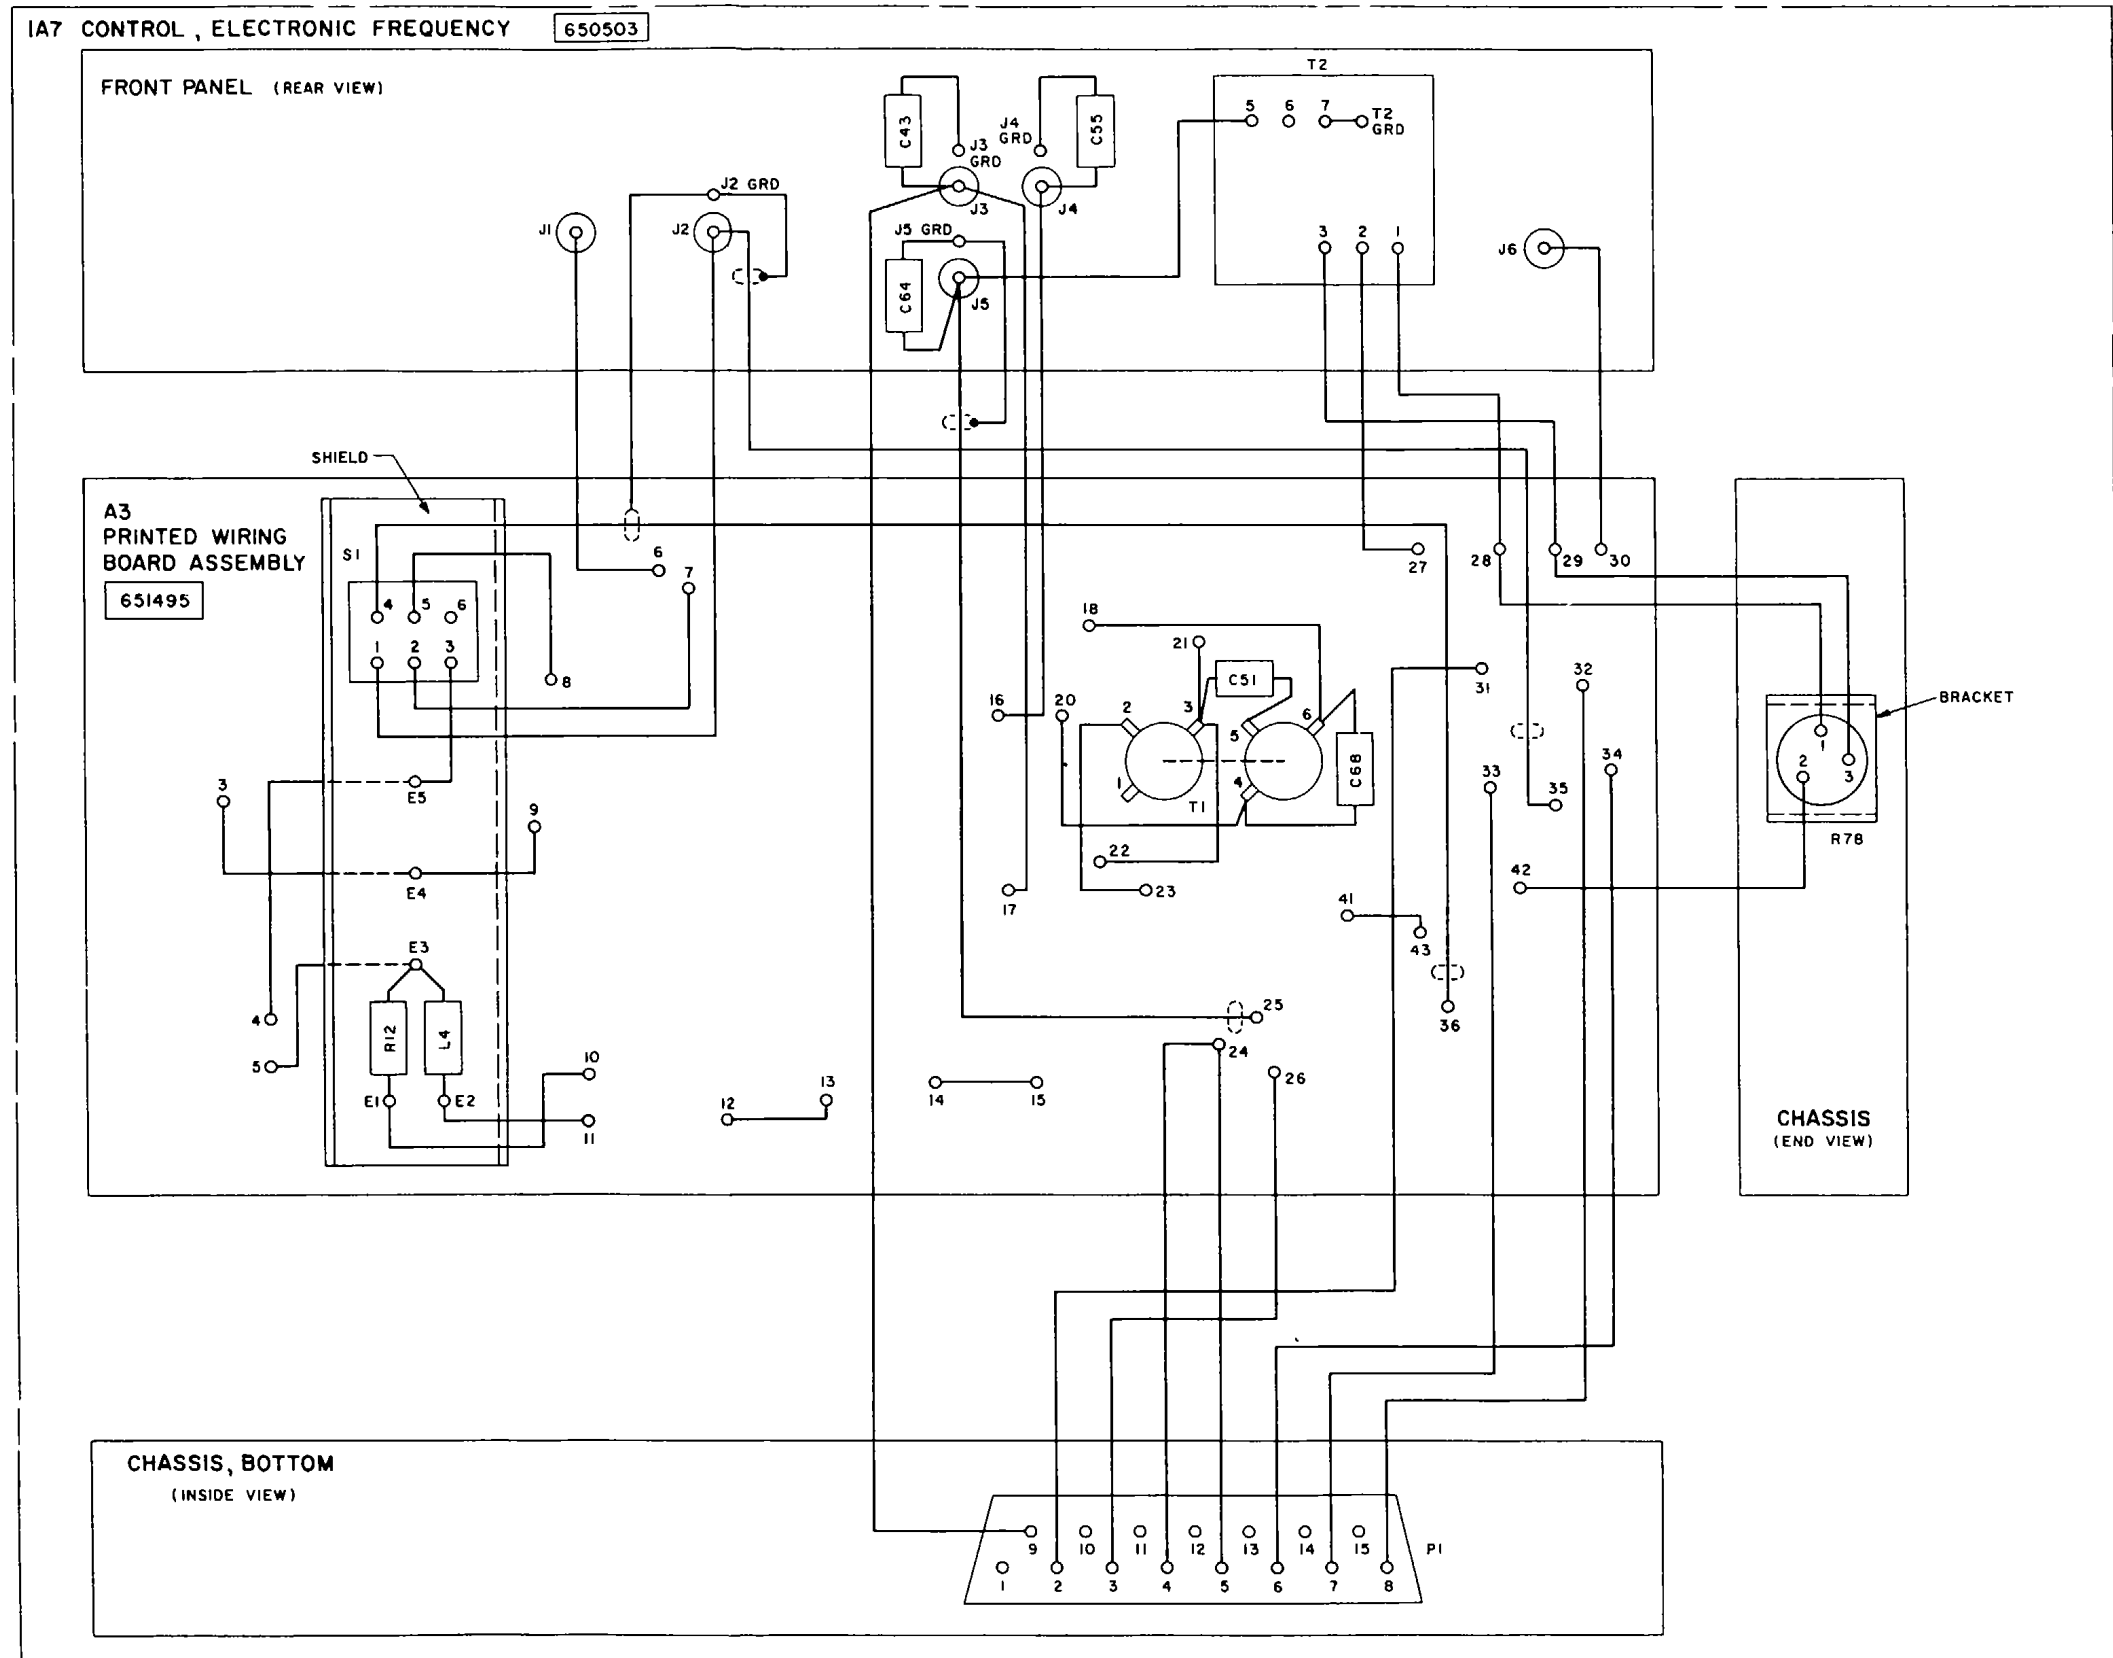 1A7 CONTROL, ELECTRONIC FREQUENCY 650503
FRONT PANEL (REAR VIEW)
T2
5 6 7 T2
GRD
3 2 1
C43
J3
GRD
J3
J4
GRD
C55
J4
J2 GRD
J1
J2
J5 GRD
C64
J5
J6
SHIELD
A3
PRINTED WIRING
BOARD ASSEMBLY
651495
S1
4 5 6
1 2 3
6
7
8
27
28
29
30
18
21
C51
31
32
16
20
2
3
5
6
1
4
T1
C68
33
34
35
BRACKET
1
2
3
R78
3
E5
9
E4
22
23
17
42
41
43
E3
4
5
R12
L4
E1
E2
10
11
25
24
26
36
12
13
14
15
CHASSIS
(END VIEW)
CHASSIS, BOTTOM
(INSIDE VIEW)
9 10 11 12 13 14 15
P1
1 2 3 4 5 6 7 8